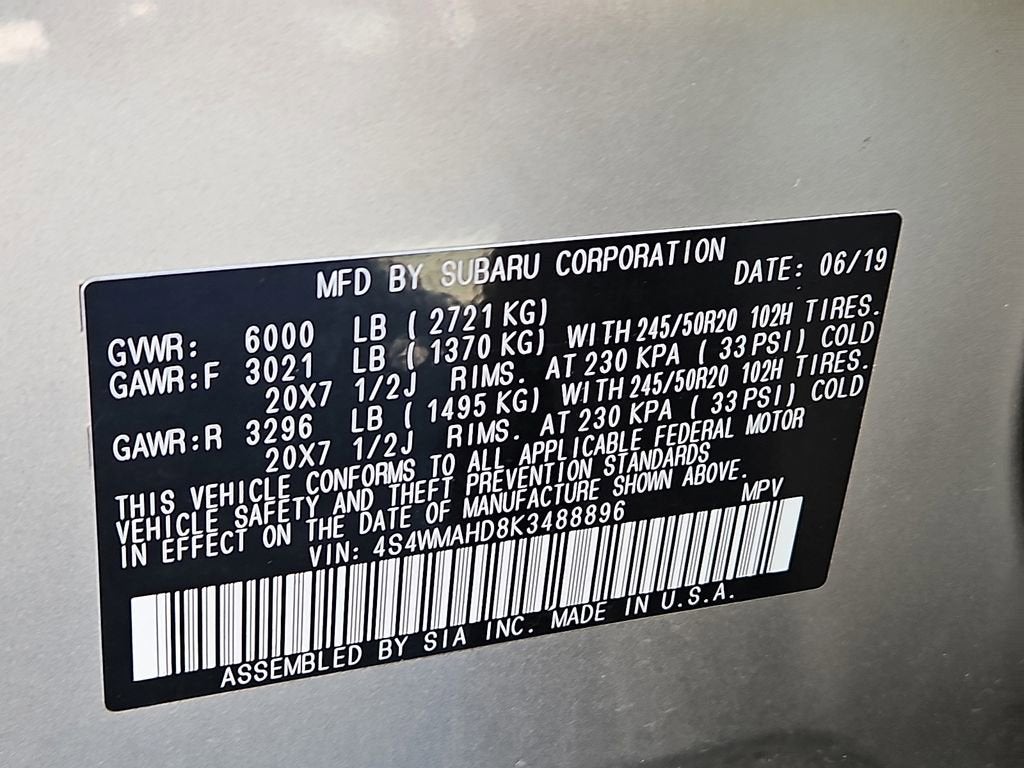 MFD BY SUBARU CORPORATION DATE: 06/19
GVWR: 6000 LB ( 2721 KG)
GAWR:F 3021 LB ( 1370 KG) WITH 245/50R20 102H TIRES.
20X7 1/2J RIMS. AT 230 KPA ( 33 PSI) COLD
GAWR:R 3296 LB ( 1495 KG) WITH 245/50R20 102H TIRES.
20X7 1/2J RIMS. AT 230 KPA ( 33 PSI) COLD
THIS VEHICLE CONFORMS TO ALL APPLICABLE FEDERAL MOTOR
VEHICLE SAFETY AND THEFT PREVENTION STANDARDS
IN EFFECT ON THE DATE OF MANUFACTURE SHOWN ABOVE.
VIN: 4S4WMAHD8K3488896 MPV
ASSEMBLED BY SIA INC. MADE IN U.S.A.